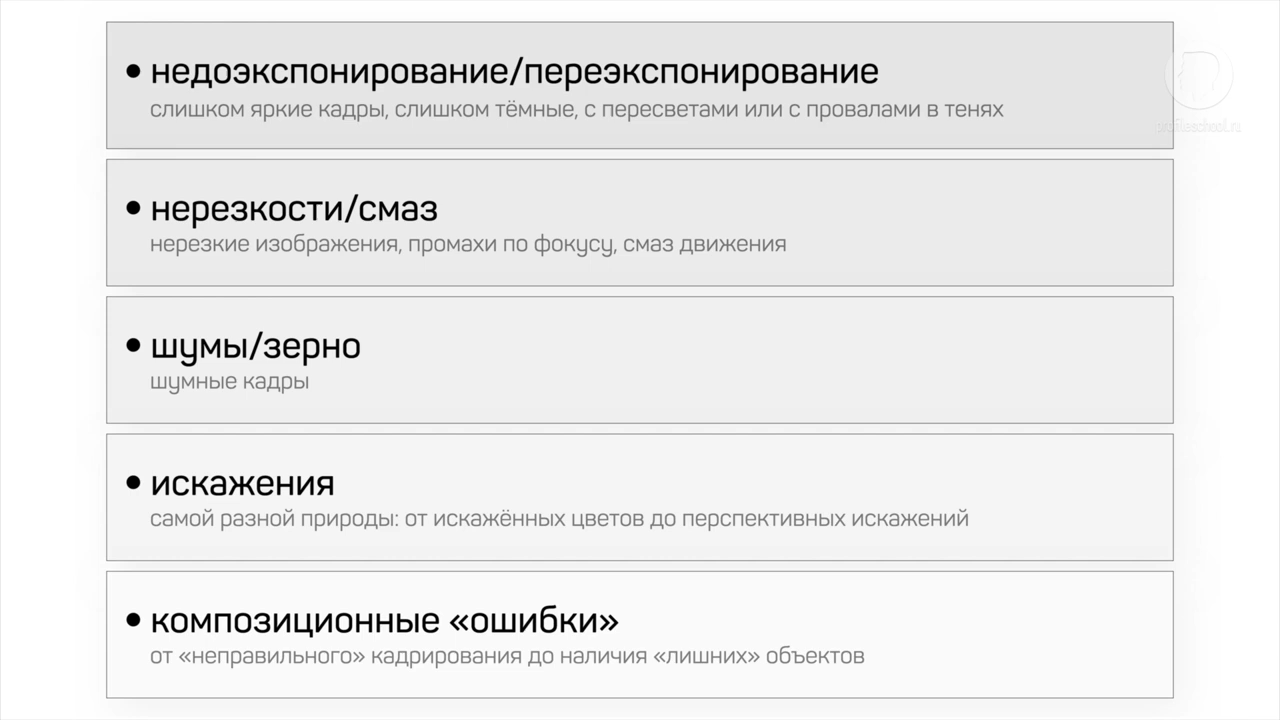 • недоэкспонирование/переэкспонирование
слишком яркие кадры, слишком тёмные, с пересветами или с провалами в тенях
• нерезкости/смаз
нерезкие изображения, промахи по фокусу, смаз движения
• шумы/зерно
шумные кадры
• искажения
самой разной природы: от искажённых цветов до перспективных искажений
• композиционные «ошибки»
от «неправильного» кадрирования до наличия «лишних» объектов